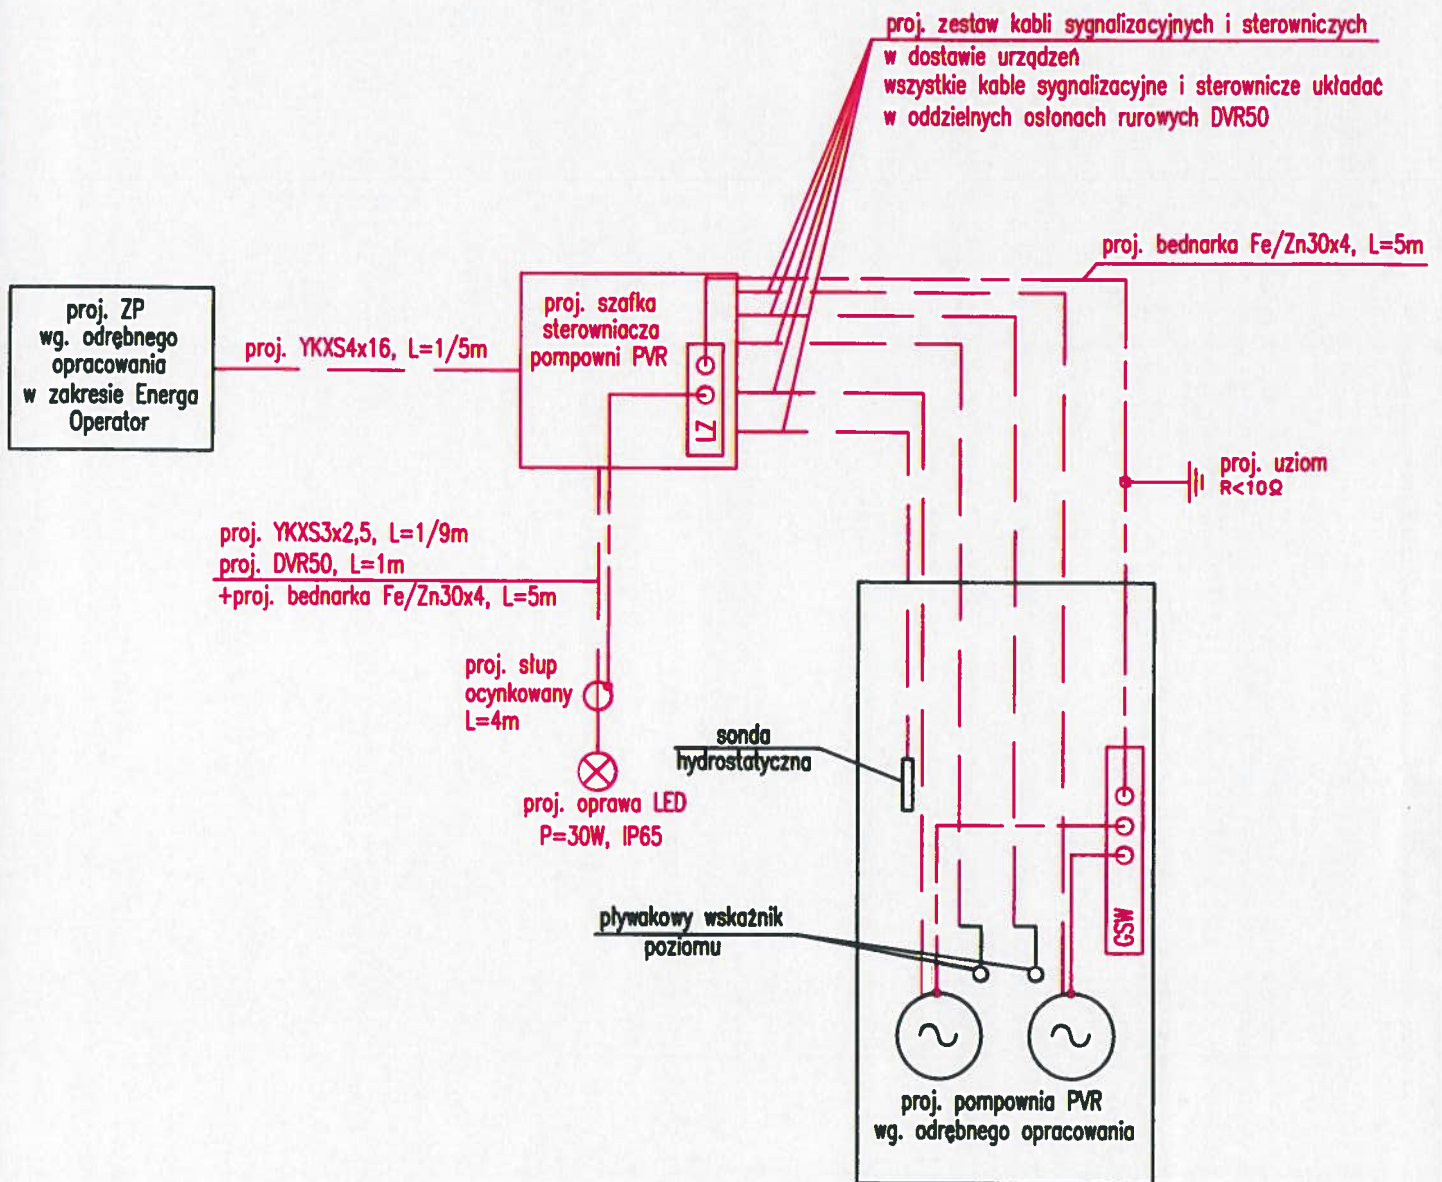 proj. zestaw kabli sygnalizacyjnych i sterowniczych
w dostawie urządzeń
wszystkie kable sygnalizacyjne i sterownicze układać
w oddzielnych osłonach rurowych DVR50
proj. bednarka Fe/Zn30x4, L=5m
proj. ZP
wg. odrębnego
opracowania
w zakresie Energa
Operator
proj. YKXS4x16, L=1/5m
proj. szafka
sterowniacza
pompowni PVR
LZ
proj. uziom
R<10Ω
proj. YKXS3x2,5, L=1/9m
proj. DVR50, L=1m
+proj. bednarka Fe/Zn30x4, L=5m
proj. słup
ocynkowany
L=4m
sonda
hydrostatyczna
proj. oprawa LED
P=30W, IP65
pływakowy wskaźnik
poziomu
GSW
proj. pompownia PVR
wg. odrębnego opracowania